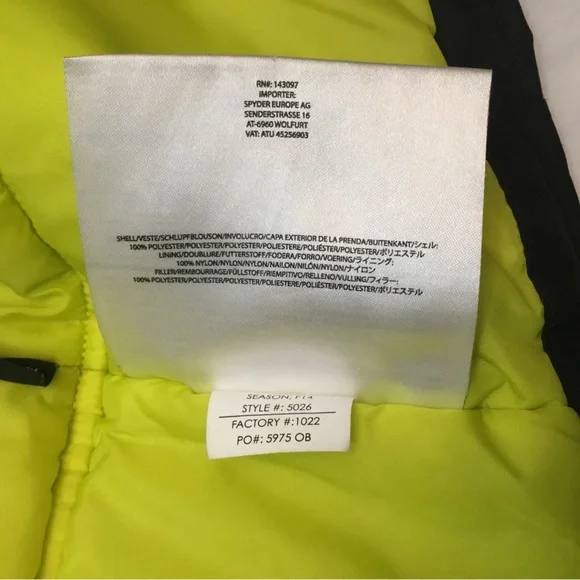 RN#: 143097
IMPORTER:
SPYDER EUROPE AG
SENDERSTRASSE 16
AT-6960 WOLFURT
VAT: ATU 45256903
SHELL/VESTE/SCHLUPFBLOUSON/INVOLUCRO/CAPA EXTERIOR DE LA PRENDA/BUITENKANT/シェル:
100% POLYESTER/POLYESTER/POLYESTER/POLIESTERE/POLIÉSTER/POLYESTER/ポリエステル
LINING/DOUBLURE/FUTTERSTOFF/FODERA/FORRO/VOERING/ライニング:
100% NYLON/NYLON/NYLON/NAILON/NILÓN/NYLON/ナイロン
FILLER/REMBOURRAGE/FÜLLSTOFF/RIEMPITIVO/RELLENO/VULLING/フィラー:
100% POLYESTER/POLYESTER/POLYESTER/POLIESTERE/POLIÉSTER/POLYESTER/ポリエステル
SEASON: F14
STYLE #: 5026
FACTORY #:1022
PO#: 5975 OB